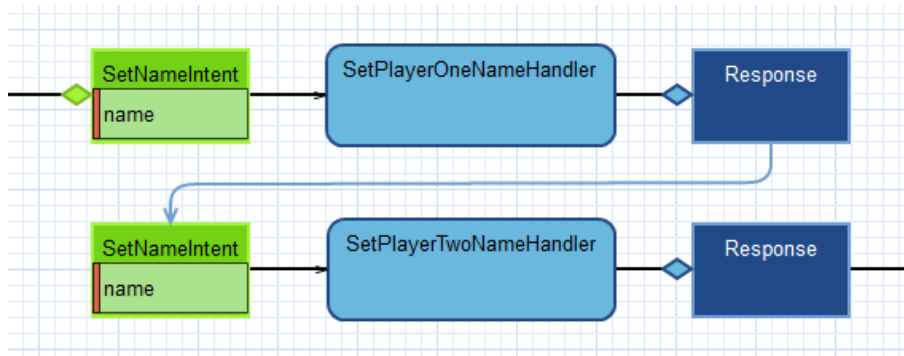 SetNameIntent
name
SetPlayerOneNameHandler
Response
SetNameIntent
name
SetPlayerTwoNameHandler
Response